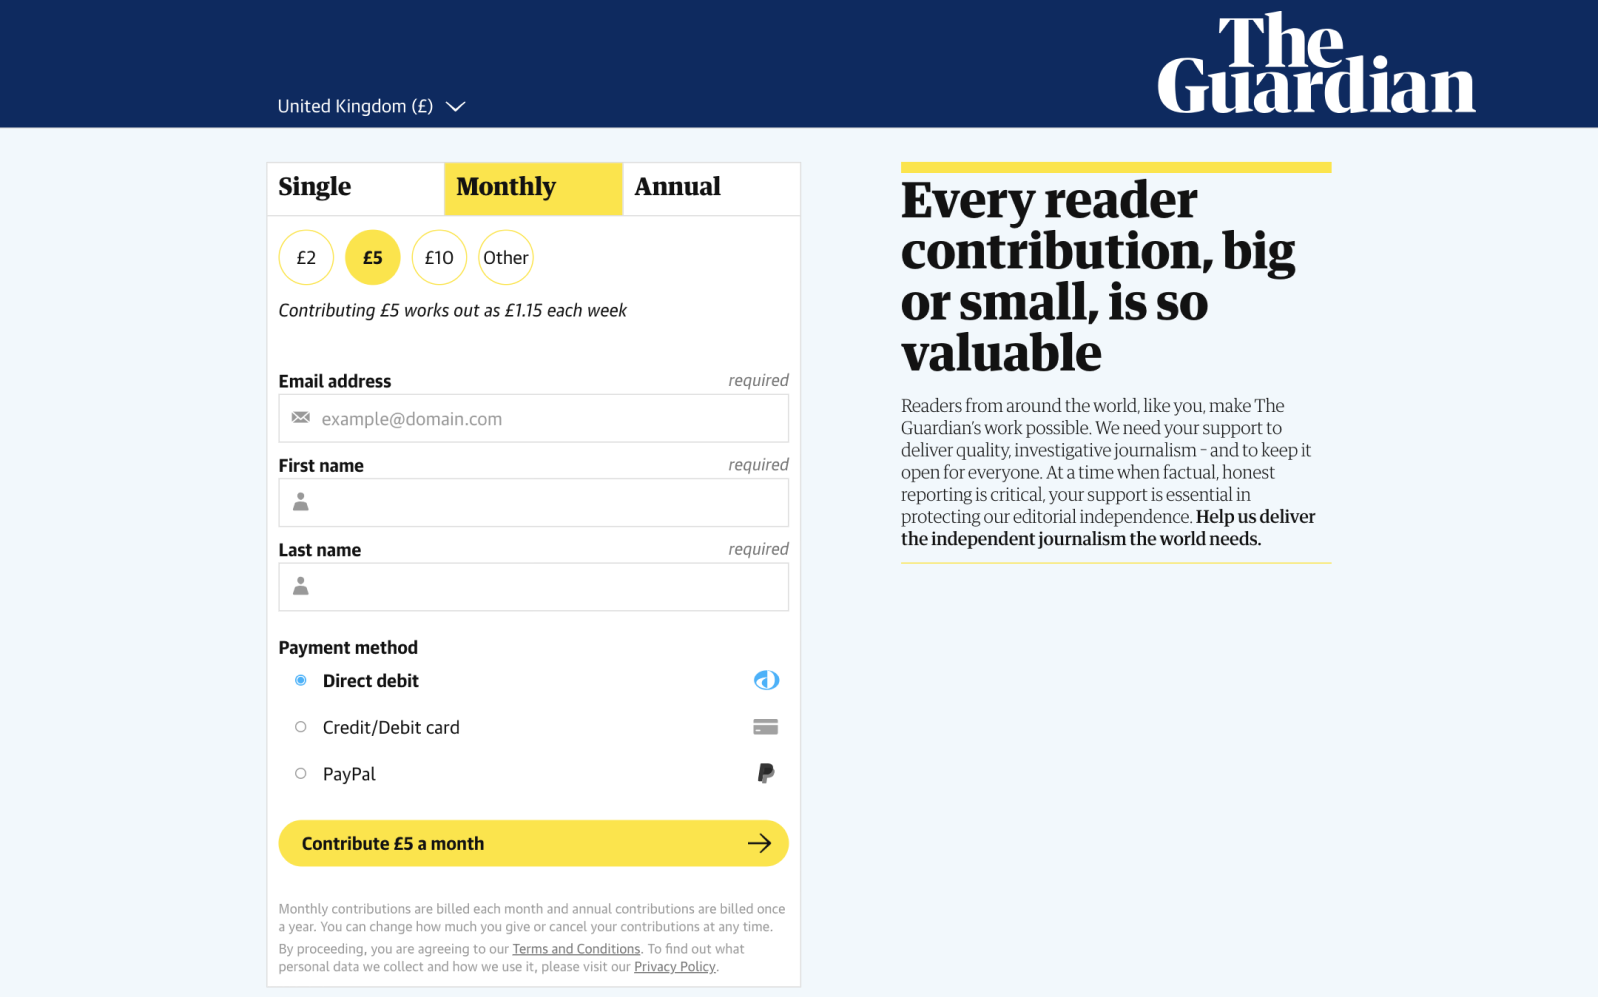 The
Guardian
United Kingdom (£)
Single Monthly Annual
£2 £5 £10 Other
Contributing £5 works out as £1.15 each week
Email address required
example@domain.com
First name required
Last name required
Payment method
Direct debit
Credit/Debit card
PayPal
Contribute £5 a month
Monthly contributions are billed each month and annual contributions are billed once
a year. You can change how much you give or cancel your contributions at any time.
By proceeding, you are agreeing to our Terms and Conditions. To find out what
personal data we collect and how we use it, please visit our Privacy Policy.
Every reader
contribution, big
or small, is so
valuable
Readers from around the world, like you, make The
Guardian's work possible. We need your support to
deliver quality, investigative journalism – and to keep it
open for everyone. At a time when factual, honest
reporting is critical, your support is essential in
protecting our editorial independence. Help us deliver
the independent journalism the world needs.